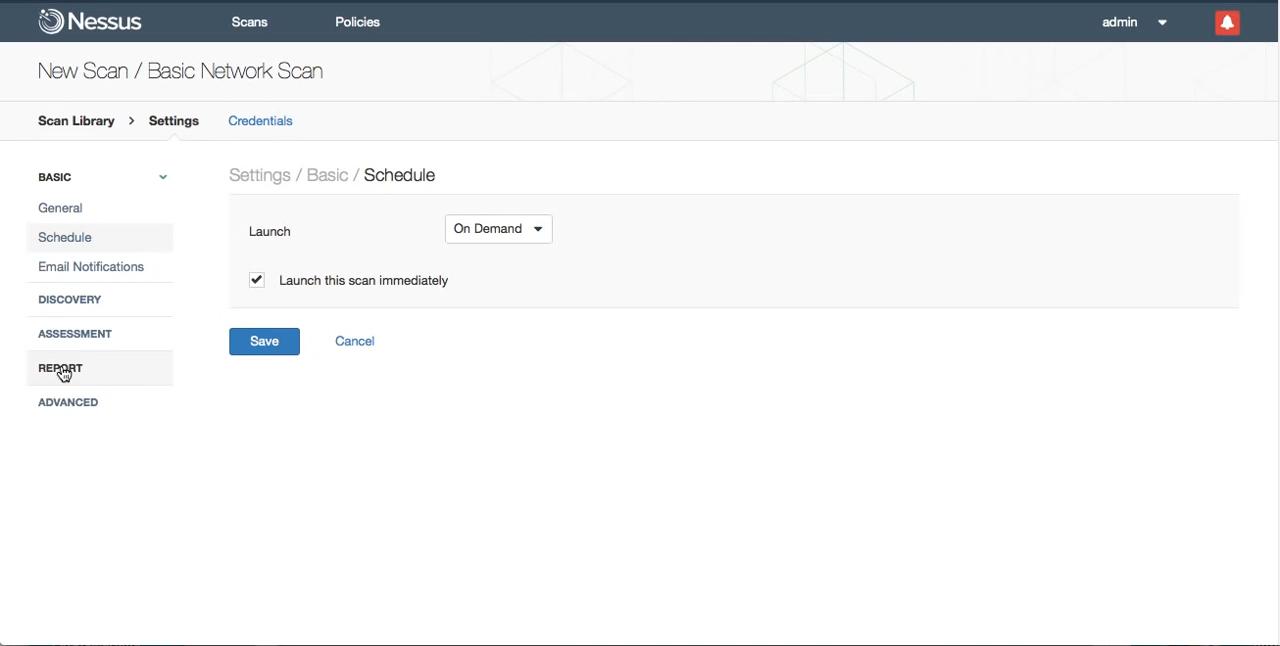 Nessus Scans Policies admin
New Scan / Basic Network Scan
Scan Library > Settings Credentials
BASIC
General
Schedule
Email Notifications
DISCOVERY
ASSESSMENT
REPORT
ADVANCED
Settings / Basic / Schedule
Launch On Demand
Launch this scan immediately
Save Cancel